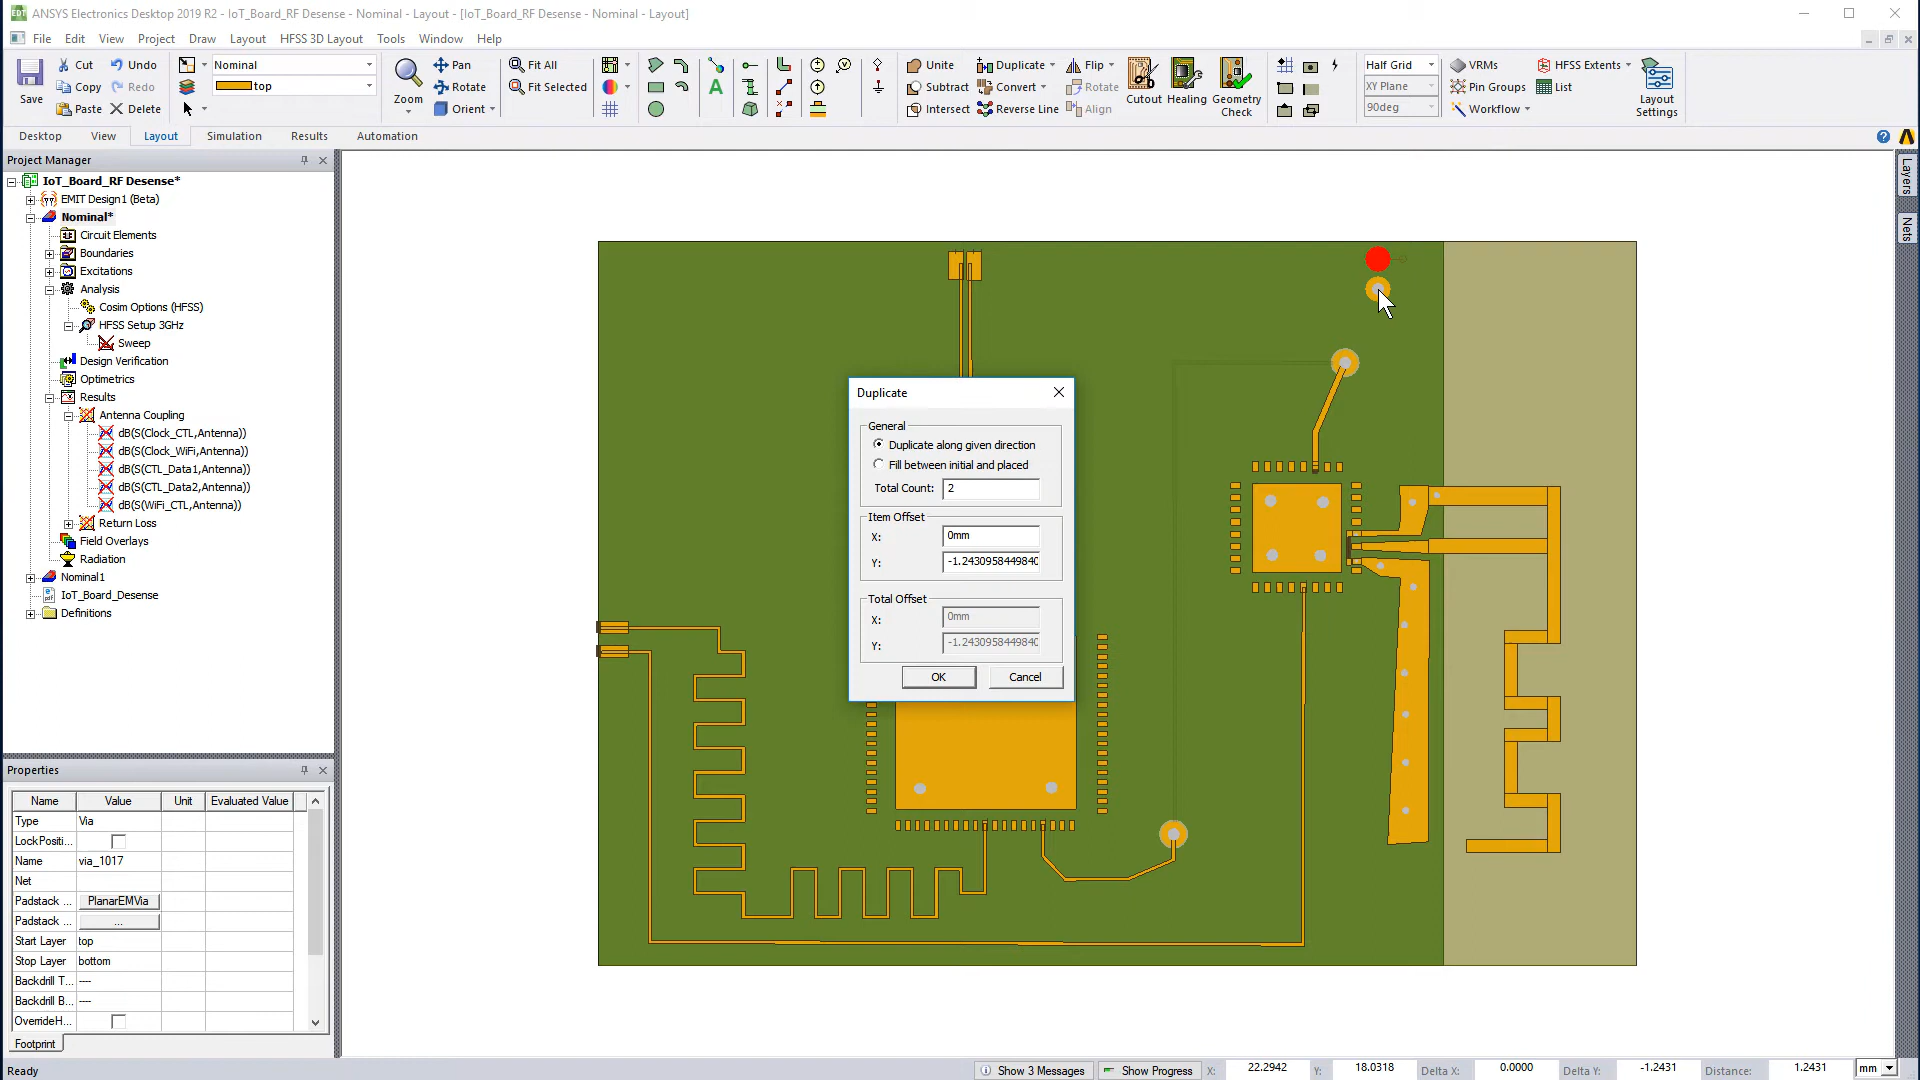 ANSYS Electronics Desktop 2019 R2 - IoT_Board_RF Desense - Nominal - Layout - [IoT_Board_RF Desense - Nominal - Layout]
File Edit View Project Draw Layout HFSS 3D Layout Tools Window Help
Save Cut Undo Nominal Pan Fit All Unite Duplicate Flip Half Grid VRMs HFSS Extents
Copy Redo top Zoom Rotate Fit Selected A Subtract Convert Rotate Cutout Healing Geometry Check XY Plane Pin Groups List Layout Settings
Paste Delete Orient Intersect Reverse Line Align 90deg Workflow
Desktop View Layout Simulation Results Automation
Project Manager
IoT_Board_RF Desense*
EMIT Design1 (Beta)
Nominal*
Circuit Elements
Boundaries
Excitations
Analysis
Cosim Options (HFSS)
HFSS Setup 3GHz
Sweep
Design Verification
Optimetrics
Results
Antenna Coupling
dB(S(Clock_CTL,Antenna))
dB(S(Clock_WiFi,Antenna))
dB(S(CTL_Data1,Antenna))
dB(S(CTL_Data2,Antenna))
dB(S(WiFi_CTL,Antenna))
Return Loss
Field Overlays
Radiation
Nominal1
IoT_Board_Desense
Definitions
Layers
Nets
Duplicate
General
Duplicate along given direction
Fill between initial and placed
Total Count: 2
Item Offset
X: 0mm
Y: -1.2430958449840
Total Offset
X: 0mm
Y: -1.2430958449840
OK Cancel
Properties
Name Value Unit Evaluated Value
Type Via
LockPositi...
Name via_1017
Net
Padstack ... PlanarEMVia
Padstack ... ...
Start Layer top
Stop Layer bottom
Backdrill T... ----
Backdrill B... ----
OverrideH...
Footprint
Ready Show 3 Messages Show Progress X: 22.2942 Y: 18.0318 Delta X: 0.0000 Delta Y: -1.2431 Distance: 1.2431 mm